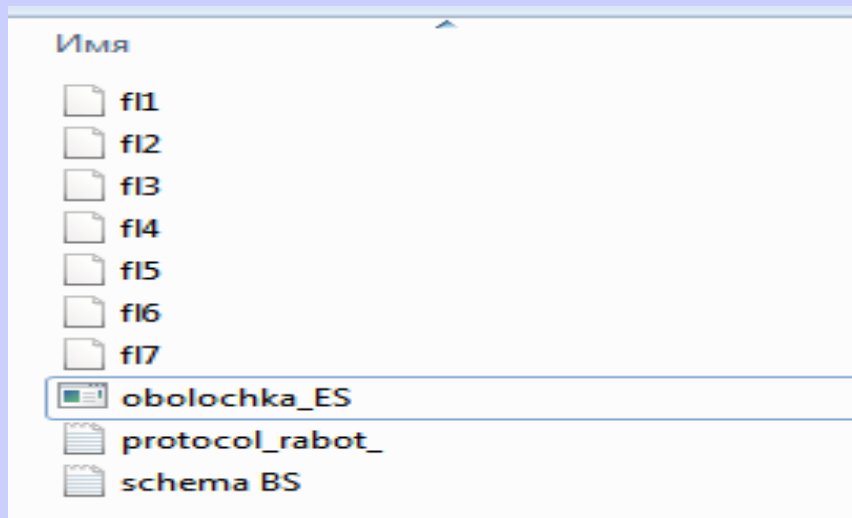 Имя
fl1
fl2
fl3
fl4
fl5
fl6
fl7
obolochka_ES
protocol_rabot_
schema BS